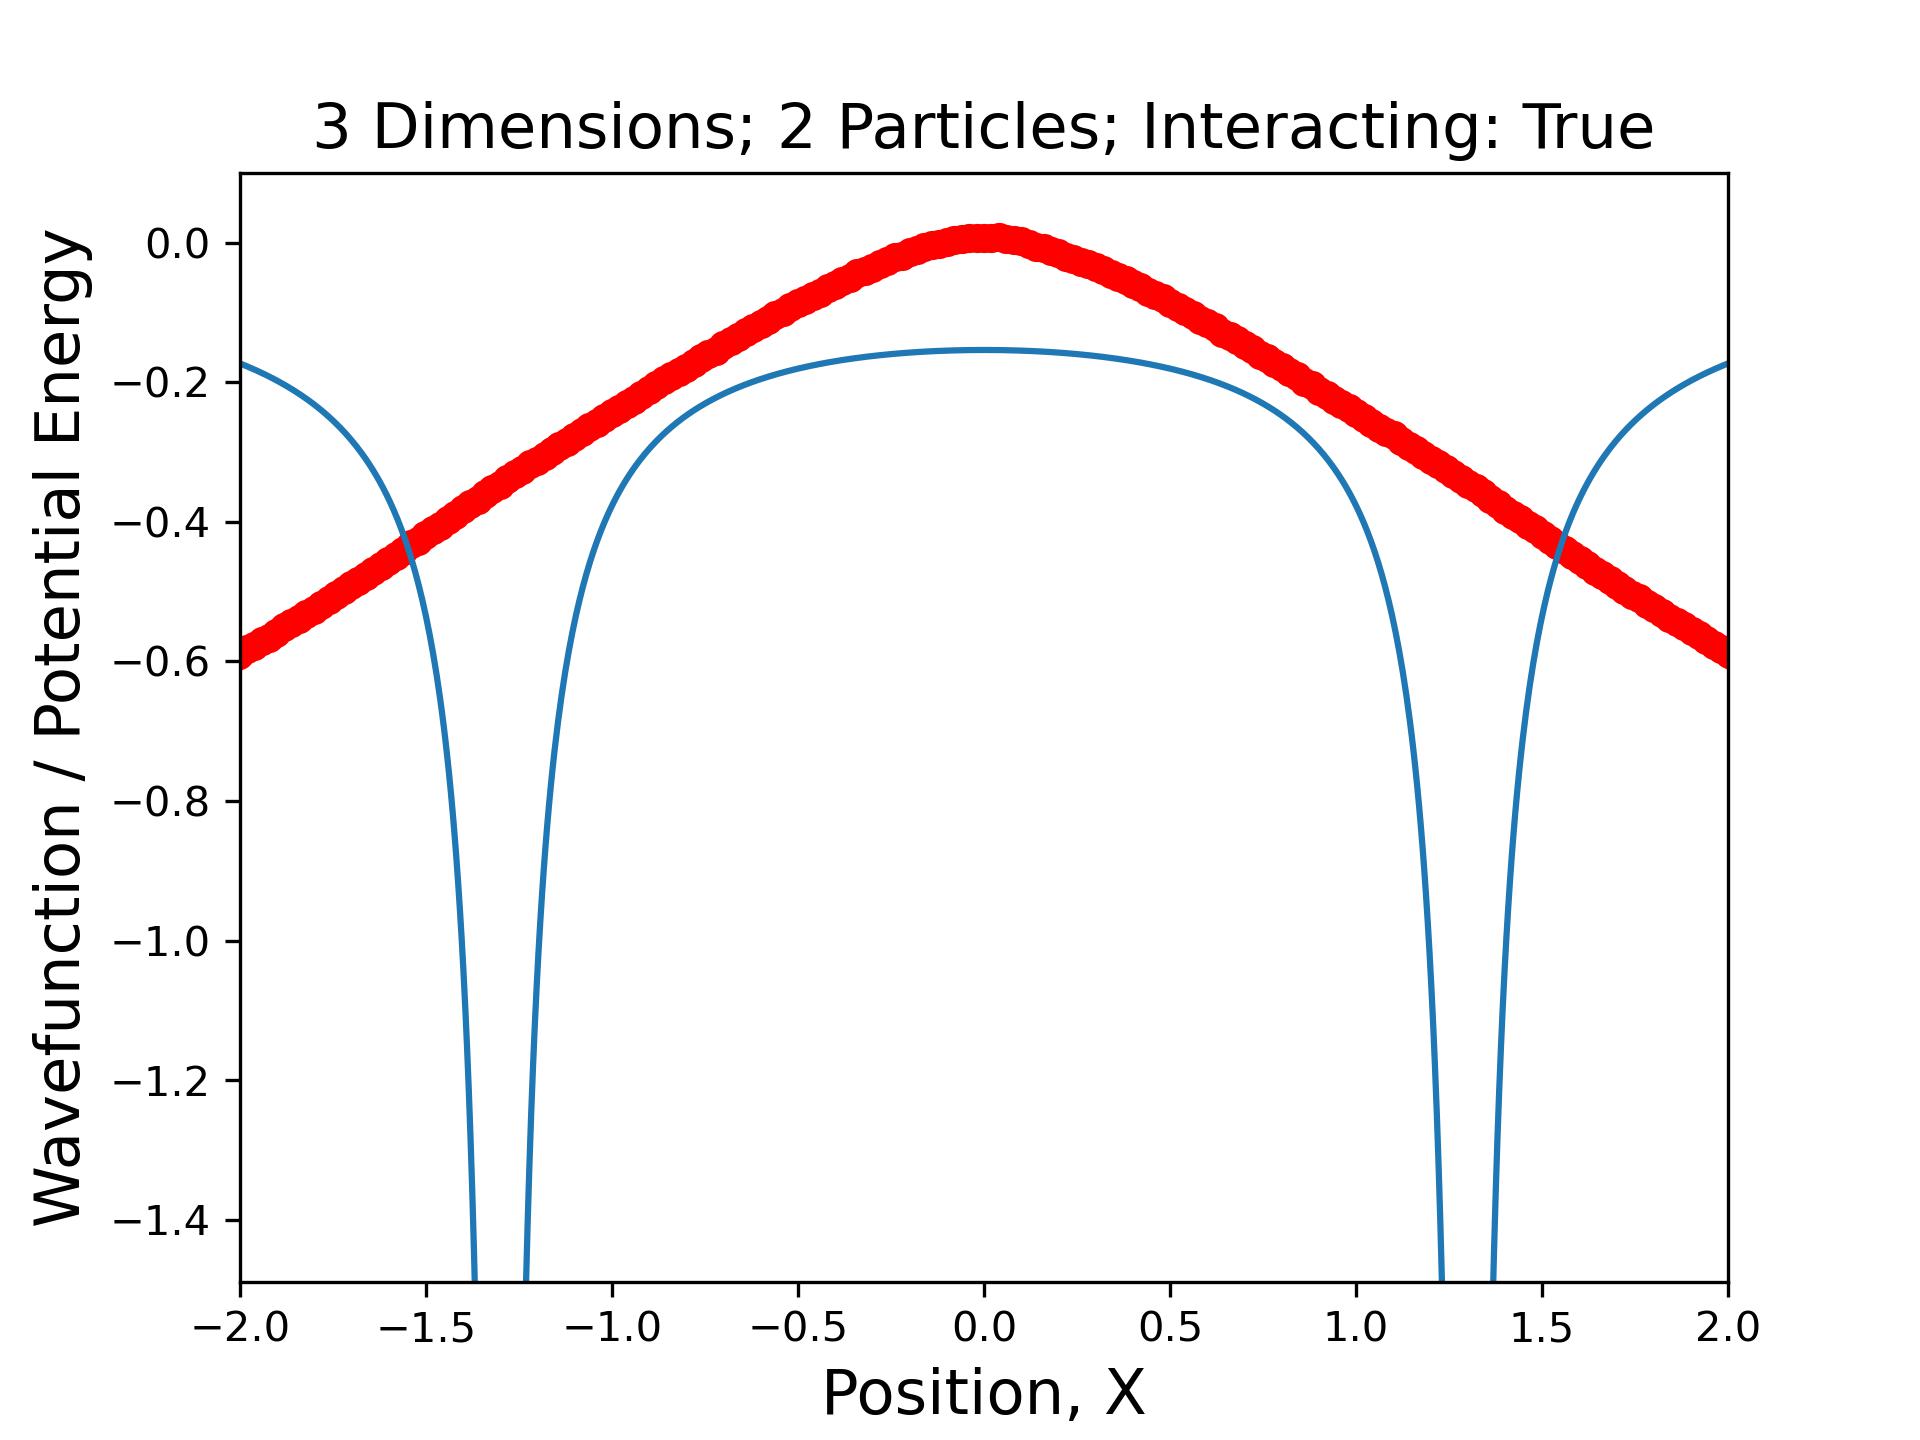 3 Dimensions; 2 Particles; Interacting: True
Wavefunction / Potential Energy
0.0
−0.2
−0.4
−0.6
−0.8
−1.0
−1.2
−1.4
−2.0 −1.5 −1.0 −0.5 0.0 0.5 1.0 1.5 2.0
Position, X